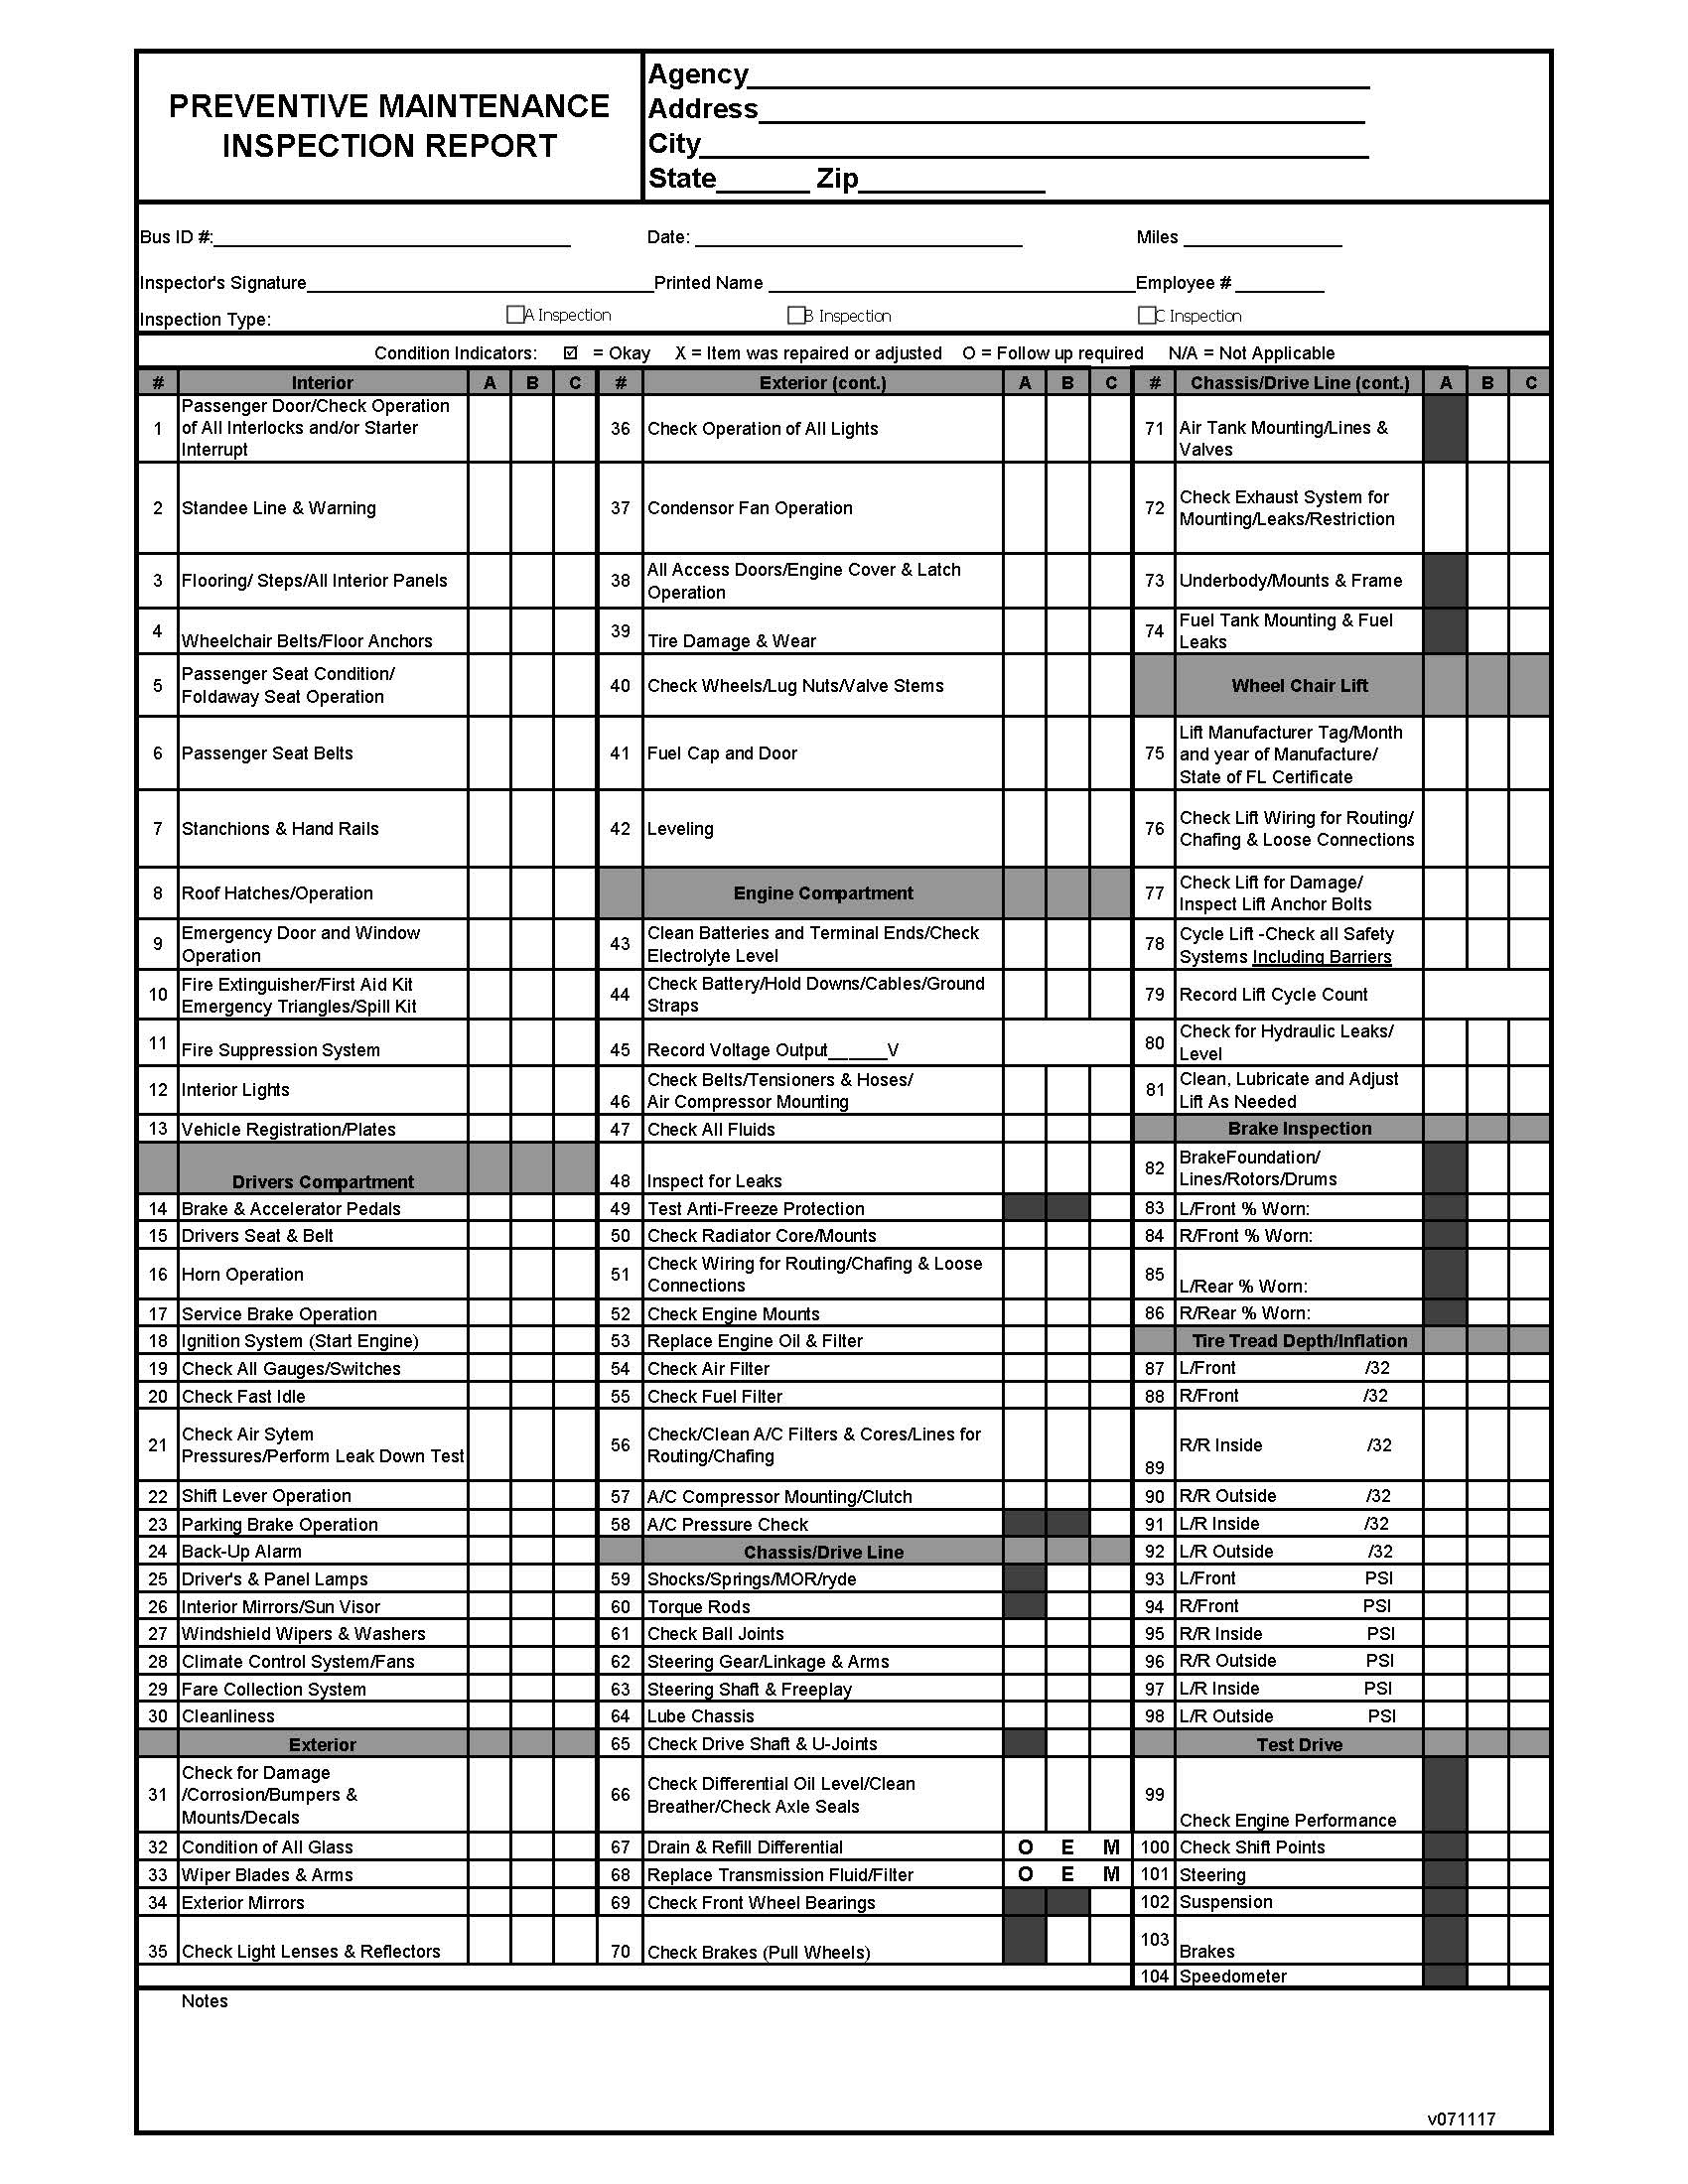 PREVENTIVE MAINTENANCE
INSPECTION REPORT
Agency
Address
City
State Zip
Bus ID #: Date: Miles
Inspector's Signature Printed Name Employee #
Inspection Type: A Inspection B Inspection C Inspection
Condition Indicators: ☑ = Okay X = Item was repaired or adjusted O = Follow up required N/A = Not Applicable
# Interior A B C
1 Passenger Door/Check Operation
of All Interlocks and/or Starter
Interrupt
2 Standee Line & Warning
3 Flooring/ Steps/All Interior Panels
4 Wheelchair Belts/Floor Anchors
5 Passenger Seat Condition/
Foldaway Seat Operation
6 Passenger Seat Belts
7 Stanchions & Hand Rails
8 Roof Hatches/Operation
9 Emergency Door and Window
Operation
10 Fire Extinguisher/First Aid Kit
Emergency Triangles/Spill Kit
11 Fire Suppression System
12 Interior Lights
13 Vehicle Registration/Plates
Drivers Compartment
14 Brake & Accelerator Pedals
15 Drivers Seat & Belt
16 Horn Operation
17 Service Brake Operation
18 Ignition System (Start Engine)
19 Check All Gauges/Switches
20 Check Fast Idle
21 Check Air Sytem
Pressures/Perform Leak Down Test
22 Shift Lever Operation
23 Parking Brake Operation
24 Back-Up Alarm
25 Driver's & Panel Lamps
26 Interior Mirrors/Sun Visor
27 Windshield Wipers & Washers
28 Climate Control System/Fans
29 Fare Collection System
30 Cleanliness
Exterior
31 Check for Damage
/Corrosion/Bumpers &
Mounts/Decals
32 Condition of All Glass
33 Wiper Blades & Arms
34 Exterior Mirrors
35 Check Light Lenses & Reflectors
# Exterior (cont.) A B C
36 Check Operation of All Lights
37 Condensor Fan Operation
38 All Access Doors/Engine Cover & Latch
Operation
39 Tire Damage & Wear
40 Check Wheels/Lug Nuts/Valve Stems
41 Fuel Cap and Door
42 Leveling
Engine Compartment
43 Clean Batteries and Terminal Ends/Check
Electrolyte Level
44 Check Battery/Hold Downs/Cables/Ground
Straps
45 Record Voltage Output______V
46 Check Belts/Tensioners & Hoses/
Air Compressor Mounting
47 Check All Fluids
48 Inspect for Leaks
49 Test Anti-Freeze Protection
50 Check Radiator Core/Mounts
51 Check Wiring for Routing/Chafing & Loose
Connections
52 Check Engine Mounts
53 Replace Engine Oil & Filter
54 Check Air Filter
55 Check Fuel Filter
56 Check/Clean A/C Filters & Cores/Lines for
Routing/Chafing
57 A/C Compressor Mounting/Clutch
58 A/C Pressure Check
Chassis/Drive Line
59 Shocks/Springs/MOR/ryde
60 Torque Rods
61 Check Ball Joints
62 Steering Gear/Linkage & Arms
63 Steering Shaft & Freeplay
64 Lube Chassis
65 Check Drive Shaft & U-Joints
66 Check Differential Oil Level/Clean
Breather/Check Axle Seals
67 Drain & Refill Differential O E M
68 Replace Transmission Fluid/Filter O E M
69 Check Front Wheel Bearings
70 Check Brakes (Pull Wheels)
# Chassis/Drive Line (cont.) A B C
71 Air Tank Mounting/Lines &
Valves
72 Check Exhaust System for
Mounting/Leaks/Restriction
73 Underbody/Mounts & Frame
74 Fuel Tank Mounting & Fuel
Leaks
Wheel Chair Lift
75 Lift Manufacturer Tag/Month
and year of Manufacture/
State of FL Certificate
76 Check Lift Wiring for Routing/
Chafing & Loose Connections
77 Check Lift for Damage/
Inspect Lift Anchor Bolts
78 Cycle Lift -Check all Safety
Systems Including Barriers
79 Record Lift Cycle Count
80 Check for Hydraulic Leaks/
Level
81 Clean, Lubricate and Adjust
Lift As Needed
Brake Inspection
82 BrakeFoundation/
Lines/Rotors/Drums
83 L/Front % Worn:
84 R/Front % Worn:
85 L/Rear % Worn:
86 R/Rear % Worn:
Tire Tread Depth/Inflation
87 L/Front /32
88 R/Front /32
89 R/R Inside /32
90 R/R Outside /32
91 L/R Inside /32
92 L/R Outside /32
93 L/Front PSI
94 R/Front PSI
95 R/R Inside PSI
96 R/R Outside PSI
97 L/R Inside PSI
98 L/R Outside PSI
Test Drive
99 Check Engine Performance
100 Check Shift Points
101 Steering
102 Suspension
103 Brakes
104 Speedometer
Notes
v071117